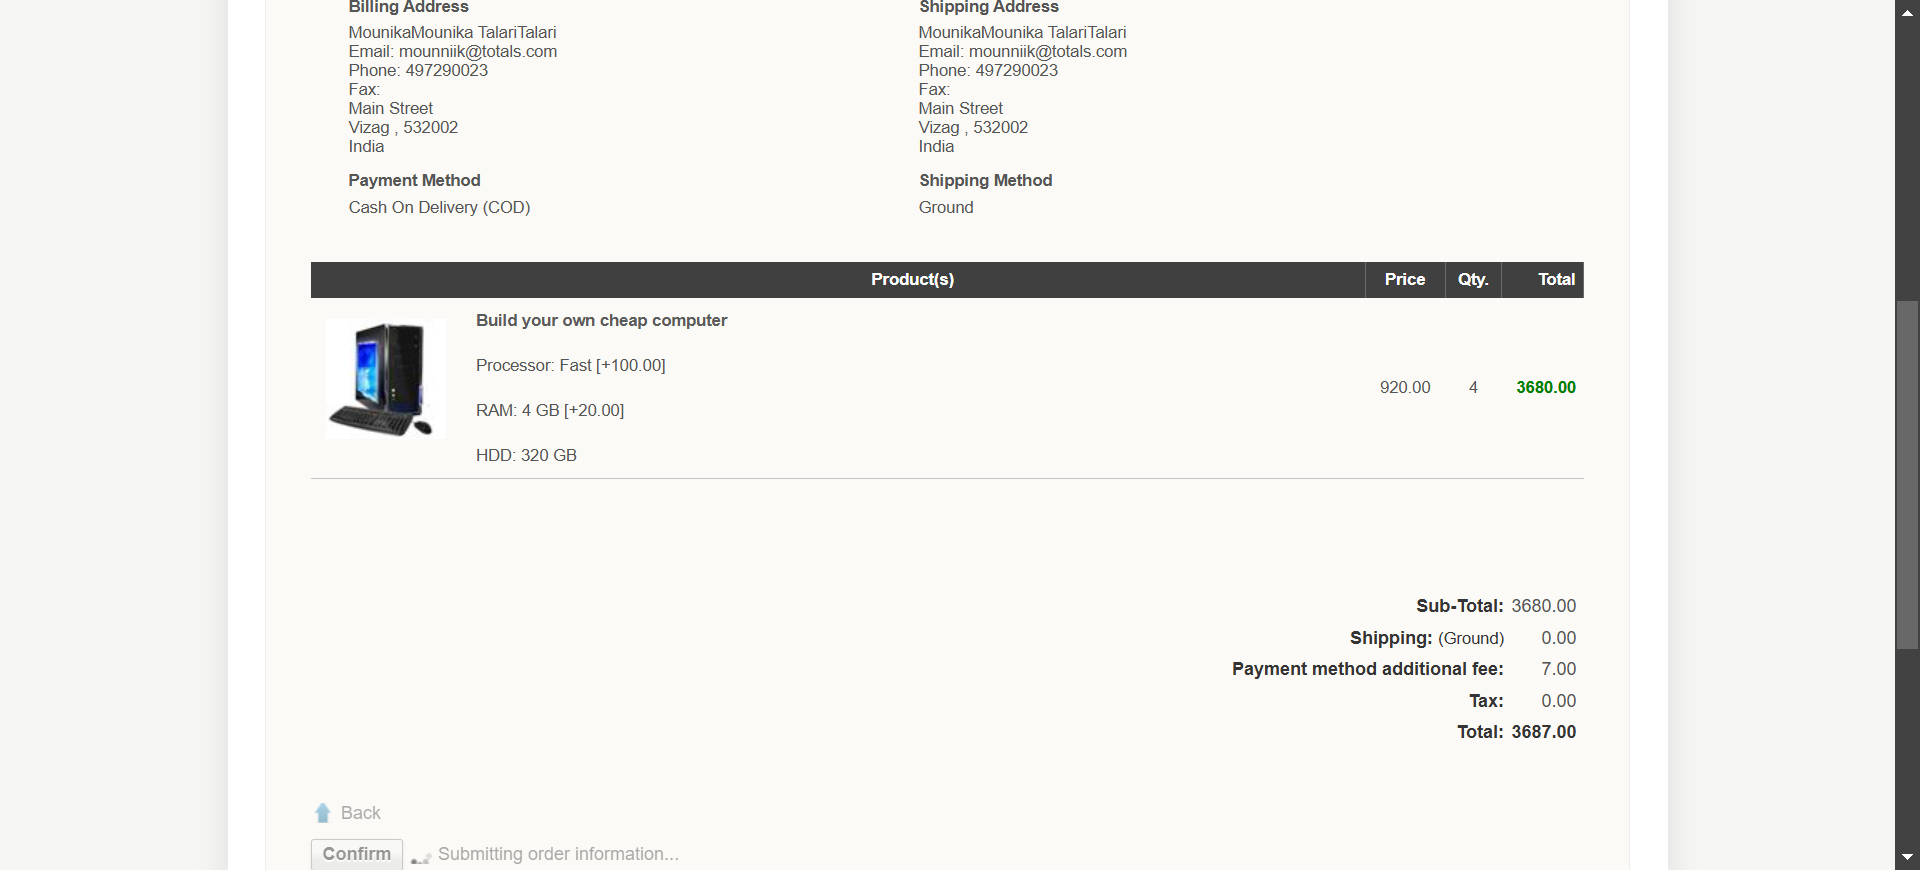 Billing Address
MounikaMounika TalariTalari
Email: mounniik@totals.com
Phone: 497290023
Fax:
Main Street
Vizag , 532002
India
Payment Method
Cash On Delivery (COD)
Shipping Address
MounikaMounika TalariTalari
Email: mounniik@totals.com
Phone: 497290023
Fax:
Main Street
Vizag , 532002
India
Shipping Method
Ground
Product(s) Price Qty. Total
Build your own cheap computer
Processor: Fast [+100.00]
RAM: 4 GB [+20.00]
HDD: 320 GB
920.00 4 3680.00
Sub-Total: 3680.00
Shipping: (Ground) 0.00
Payment method additional fee: 7.00
Tax: 0.00
Total: 3687.00
Back
Confirm Submitting order information...